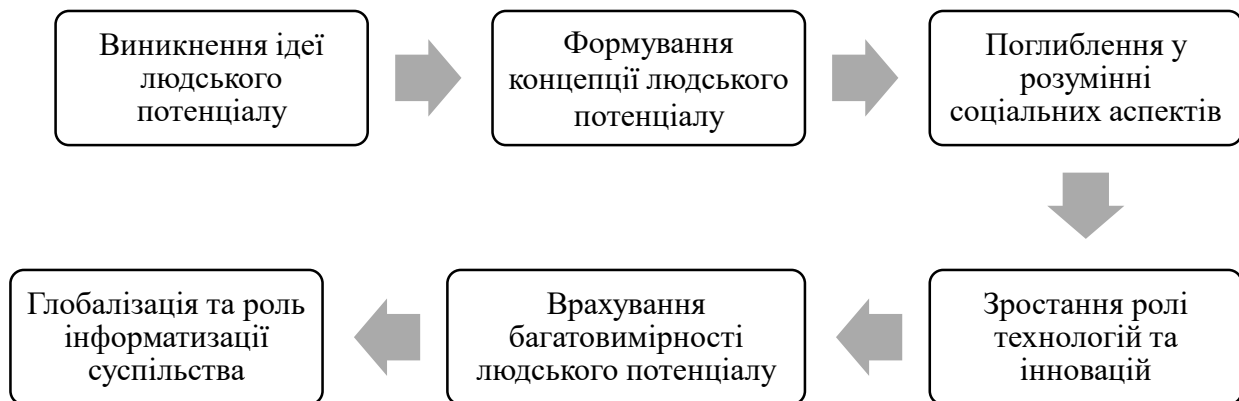 Виникнення ідеї
людського
потенціалу
Формування
концепції людського
потенціалу
Поглиблення у
розумінні
соціальних аспектів
Зростання ролі
технологій та
інновацій
Врахування
багатовимірності
людського потенціалу
Глобалізація та роль
інформатизації
суспільства